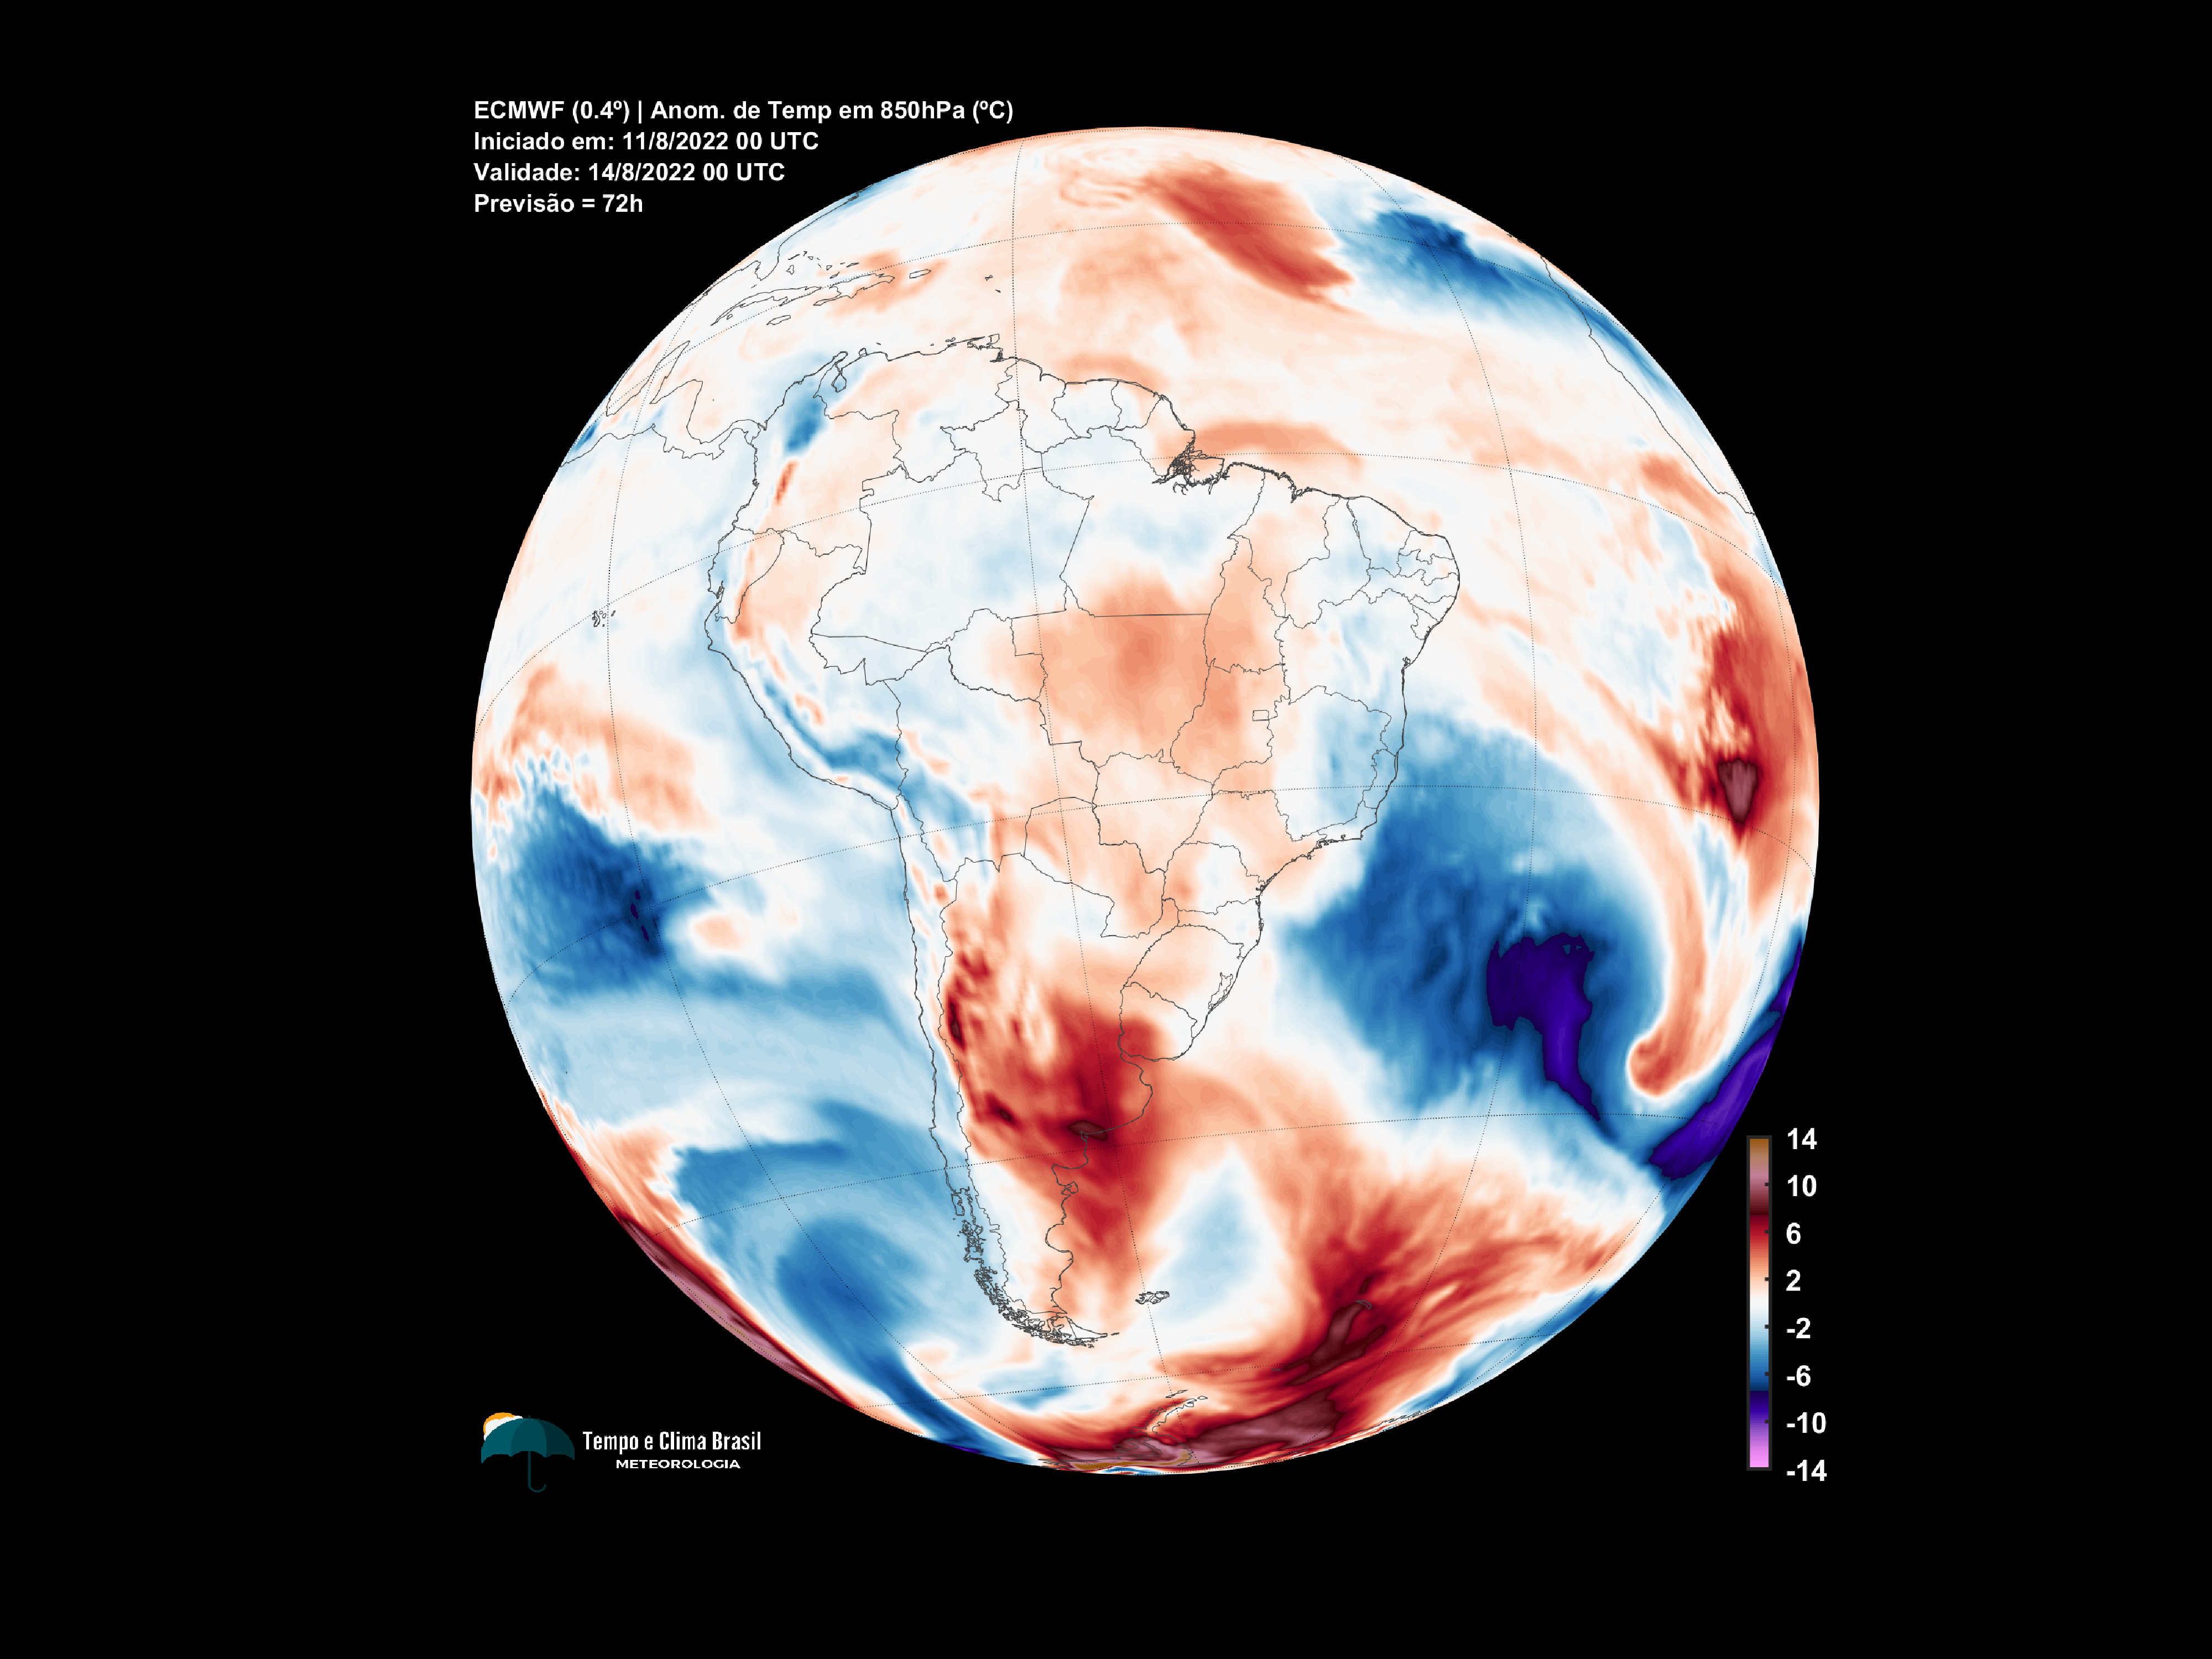 ECMWF (0.4º) | Anom. de Temp em 850hPa (ºC)
Iniciado em: 11/8/2022 00 UTC
Validade: 14/8/2022 00 UTC
Previsão = 72h
14
10
6
2
-2
-6
-10
-14
Tempo e Clima Brasil
METEOROLOGIA